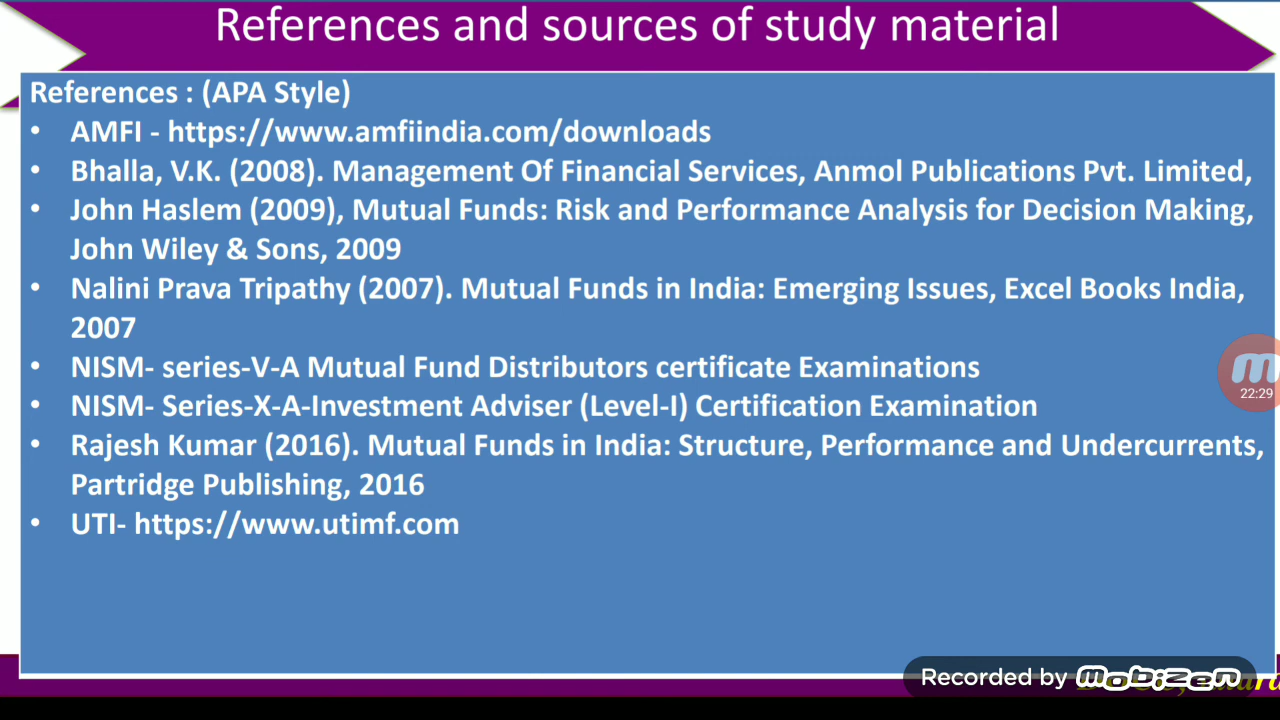 References and sources of study material
References : (APA Style)
• AMFI - https://www.amfiindia.com/downloads
• Bhalla, V.K. (2008). Management Of Financial Services, Anmol Publications Pvt. Limited,
• John Haslem (2009), Mutual Funds: Risk and Performance Analysis for Decision Making,
John Wiley & Sons, 2009
• Nalini Prava Tripathy (2007). Mutual Funds in India: Emerging Issues, Excel Books India,
2007
• NISM- series-V-A Mutual Fund Distributors certificate Examinations
• NISM- Series-X-A-Investment Adviser (Level-I) Certification Examination
• Rajesh Kumar (2016). Mutual Funds in India: Structure, Performance and Undercurrents,
Partridge Publishing, 2016
• UTI- https://www.utimf.com
m
22:29
Recorded by mobizen